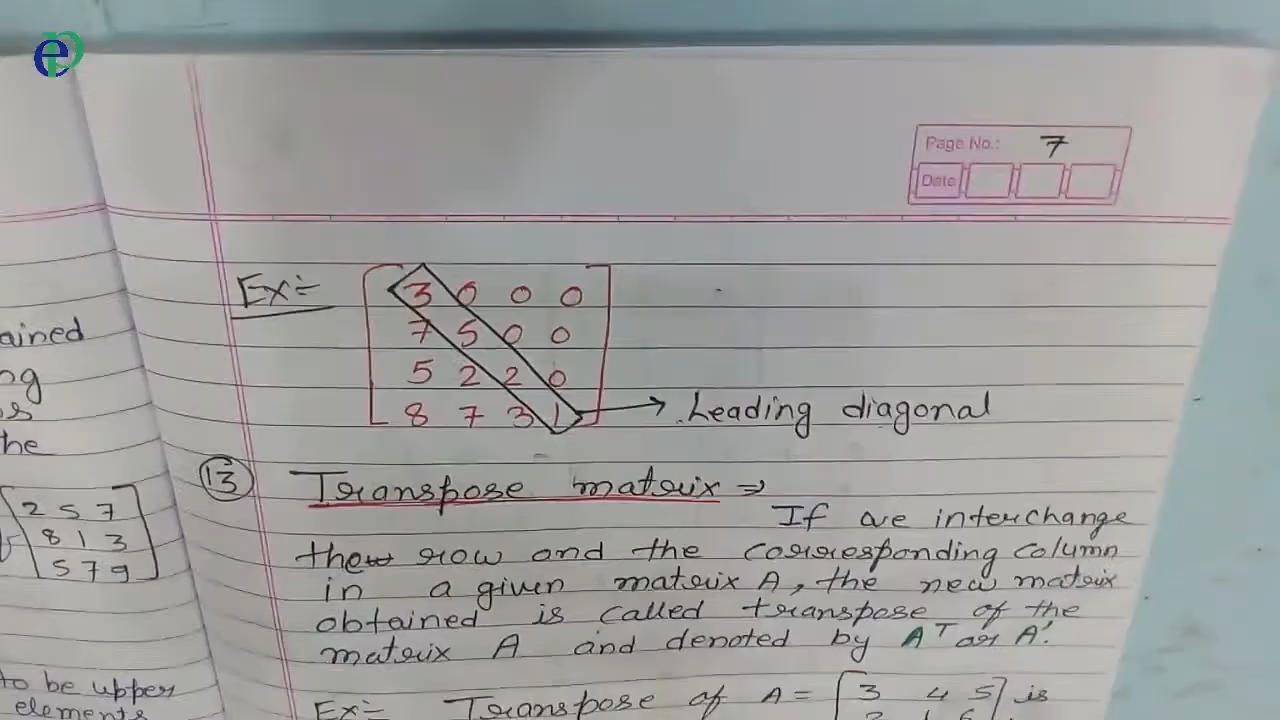 ep
Page No.: 7
Date
Ex:-
3 0 0 0
7 5 0 0
5 2 2 0
8 7 3 1
Leading diagonal
ained
ng
he
2 5 7
8 1 3
5 7 9
to be upper
elements
13 Transpose matrix ⇒
If we interchange
the row and the corresponding column
in a given matrix A, the new matrix
obtained is called transpose of the
matrix A and denoted by Aᵀ or A'.
Ex:- Transpose of A = [3 4 5] is